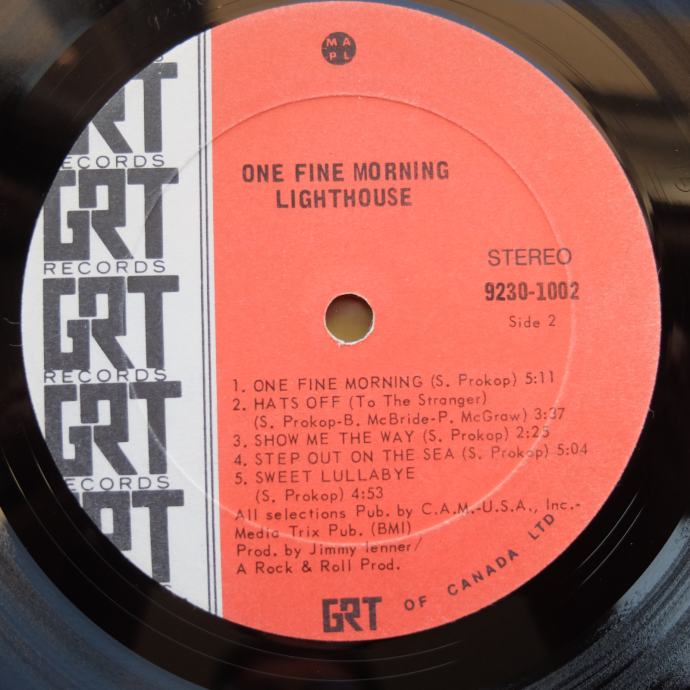 MA
PL
GRT
RECORDS
GRT
RECORDS
GRT
RECORDS
GRT
RECORDS
GRT
ONE FINE MORNING
LIGHTHOUSE
STEREO
9230-1002
Side 2
1. ONE FINE MORNING (S. Prokop) 5:11
2. HATS OFF (To The Stranger)
(S. Prokop-B. McBride-P. McGraw) 3:37
3. SHOW ME THE WAY (S. Prokop) 2:25
4. STEP OUT ON THE SEA (S. Prokop) 5:04
5. SWEET LULLABYE
(S. Prokop) 4:53
All selections Pub. by C.A.M.-U.S.A., Inc.-
Media Trix Pub. (BMI)
Prod. by Jimmy Ienner/
A Rock & Roll Prod.
GRT OF CANADA LTD